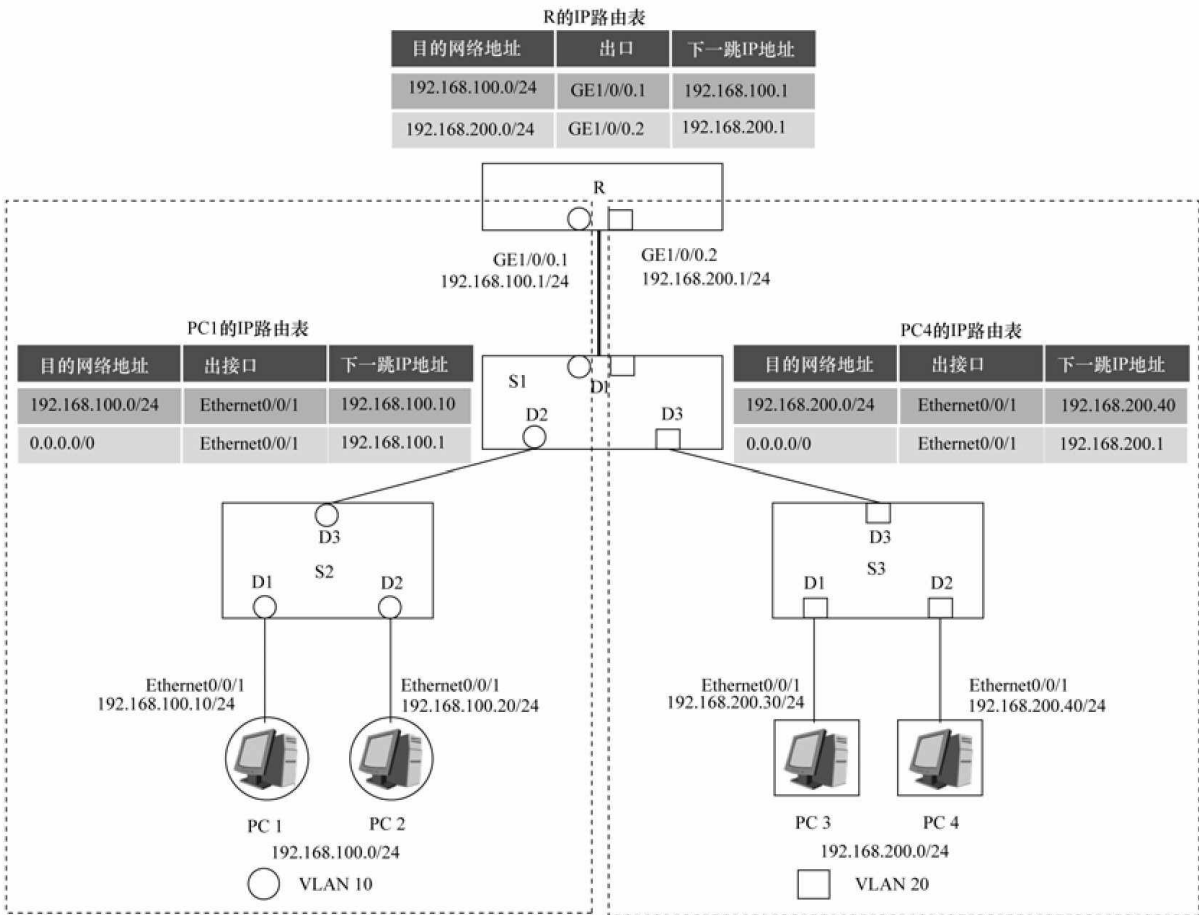 R的IP路由表
目的网络地址 出口 下一跳IP地址
192.168.100.0/24 GE1/0/0.1 192.168.100.1
192.168.200.0/24 GE1/0/0.2 192.168.200.1
R
GE1/0/0.1
192.168.100.1/24
GE1/0/0.2
192.168.200.1/24
PC1的IP路由表
目的网络地址 出接口 下一跳IP地址
192.168.100.0/24 Ethernet0/0/1 192.168.100.10
0.0.0.0/0 Ethernet0/0/1 192.168.100.1
S1
D1
D2
D3
PC4的IP路由表
目的网络地址 出接口 下一跳IP地址
192.168.200.0/24 Ethernet0/0/1 192.168.200.40
0.0.0.0/0 Ethernet0/0/1 192.168.200.1
D3
S2
D1
D2
D3
S3
D1
D2
Ethernet0/0/1
192.168.100.10/24
Ethernet0/0/1
192.168.100.20/24
Ethernet0/0/1
192.168.200.30/24
Ethernet0/0/1
192.168.200.40/24
PC 1
PC 2
PC 3
PC 4
192.168.100.0/24
192.168.200.0/24
VLAN 10
VLAN 20